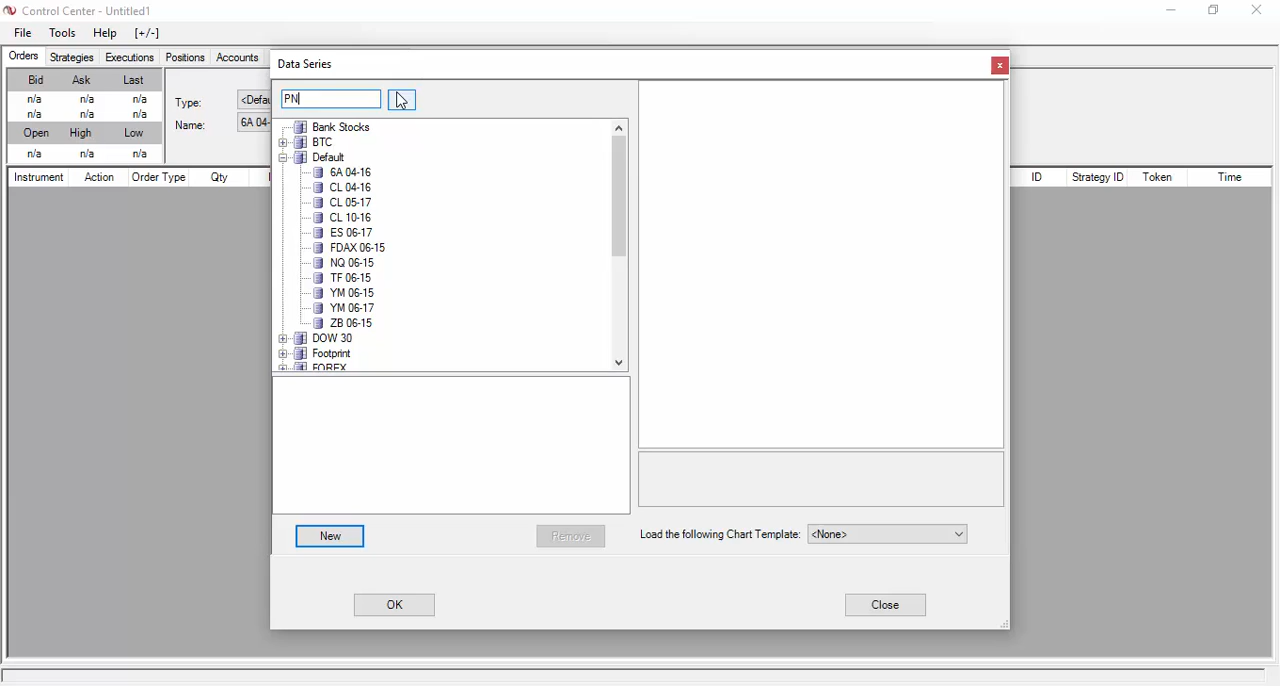 Control Center - Untitled1
File Tools Help [+/-]
Orders Strategies Executions Positions Accounts
Data Series
Bid Ask Last
n/a n/a n/a
n/a n/a n/a
Open High Low
n/a n/a n/a
Type: <Defau
Name: 6A 04-
PN
Instrument Action Order Type Qty
ID Strategy ID Token Time
Bank Stocks
BTC
Default
6A 04-16
CL 04-16
CL 05-17
CL 10-16
ES 06-17
FDAX 06-15
NQ 06-15
TF 06-15
YM 06-15
YM 06-17
ZB 06-15
DOW 30
Footprint
FOREX
New Remove Load the following Chart Template: <None>
OK Close